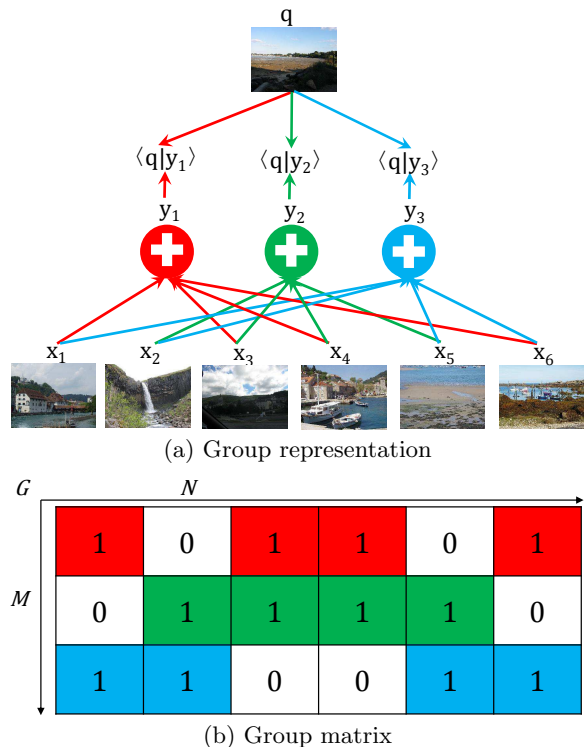 q
⟨q|y₁⟩ ⟨q|y₂⟩ ⟨q|y₃⟩
y₁ y₂ y₃
x₁ x₂ x₃ x₄ x₅ x₆
(a) Group representation
G N
1 0 1 1 0 1
M
0 1 1 1 1 0
1 1 0 0 1 1
(b) Group matrix